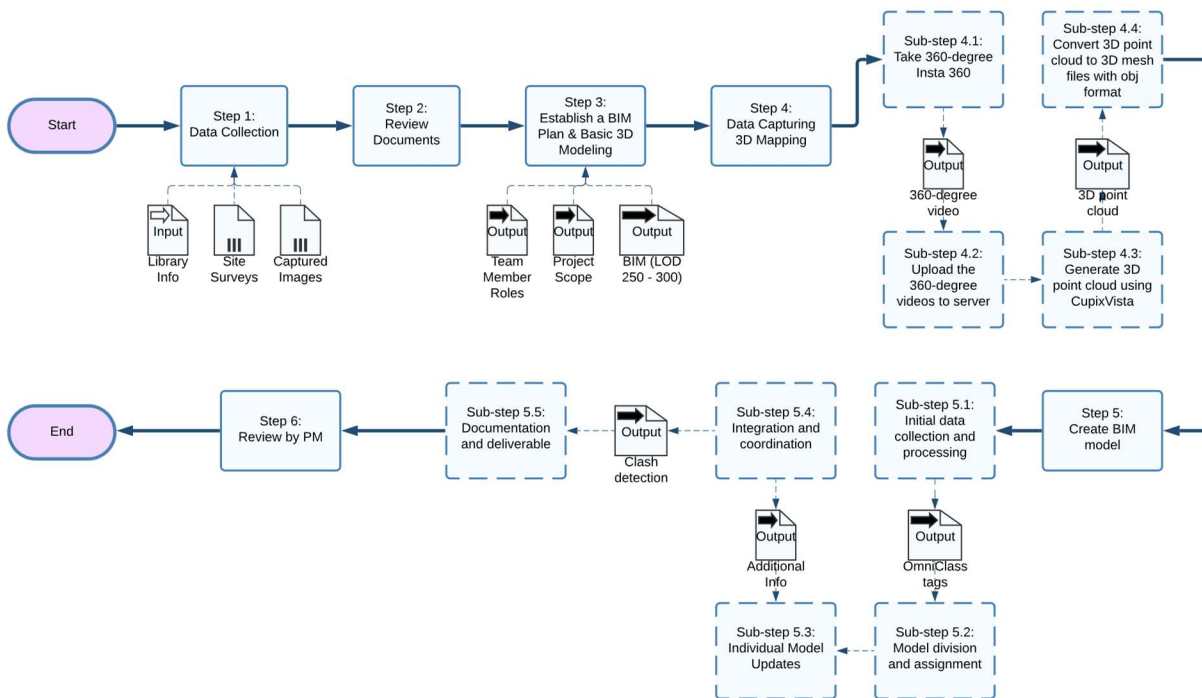 Start
Step 1:
Data Collection
Step 2:
Review
Documents
Step 3:
Establish a BIM
Plan & Basic 3D
Modeling
Step 4:
Data Capturing
3D Mapping
Sub-step 4.1:
Take 360-degree
Insta 360
Sub-step 4.4:
Convert 3D point
cloud to 3D mesh
files with obj
format
Input
Library
Info
Site
Surveys
Captured
Images
Output
Team
Member
Roles
Output
Project
Scope
Output
BIM (LOD
250 - 300)
Output
360-degree
video
Output
3D point
cloud
Sub-step 4.2:
Upload the
360-degree
videos to server
Sub-step 4.3:
Generate 3D
point cloud using
CupixVista
End
Step 6:
Review by PM
Sub-step 5.5:
Documentation
and deliverable
Output
Clash
detection
Sub-step 5.4:
Integration and
coordination
Sub-step 5.1:
Initial data
collection and
processing
Step 5:
Create BIM
model
Output
Additional
Info
Output
OmniClass
tags
Sub-step 5.3:
Individual Model
Updates
Sub-step 5.2:
Model division
and assignment